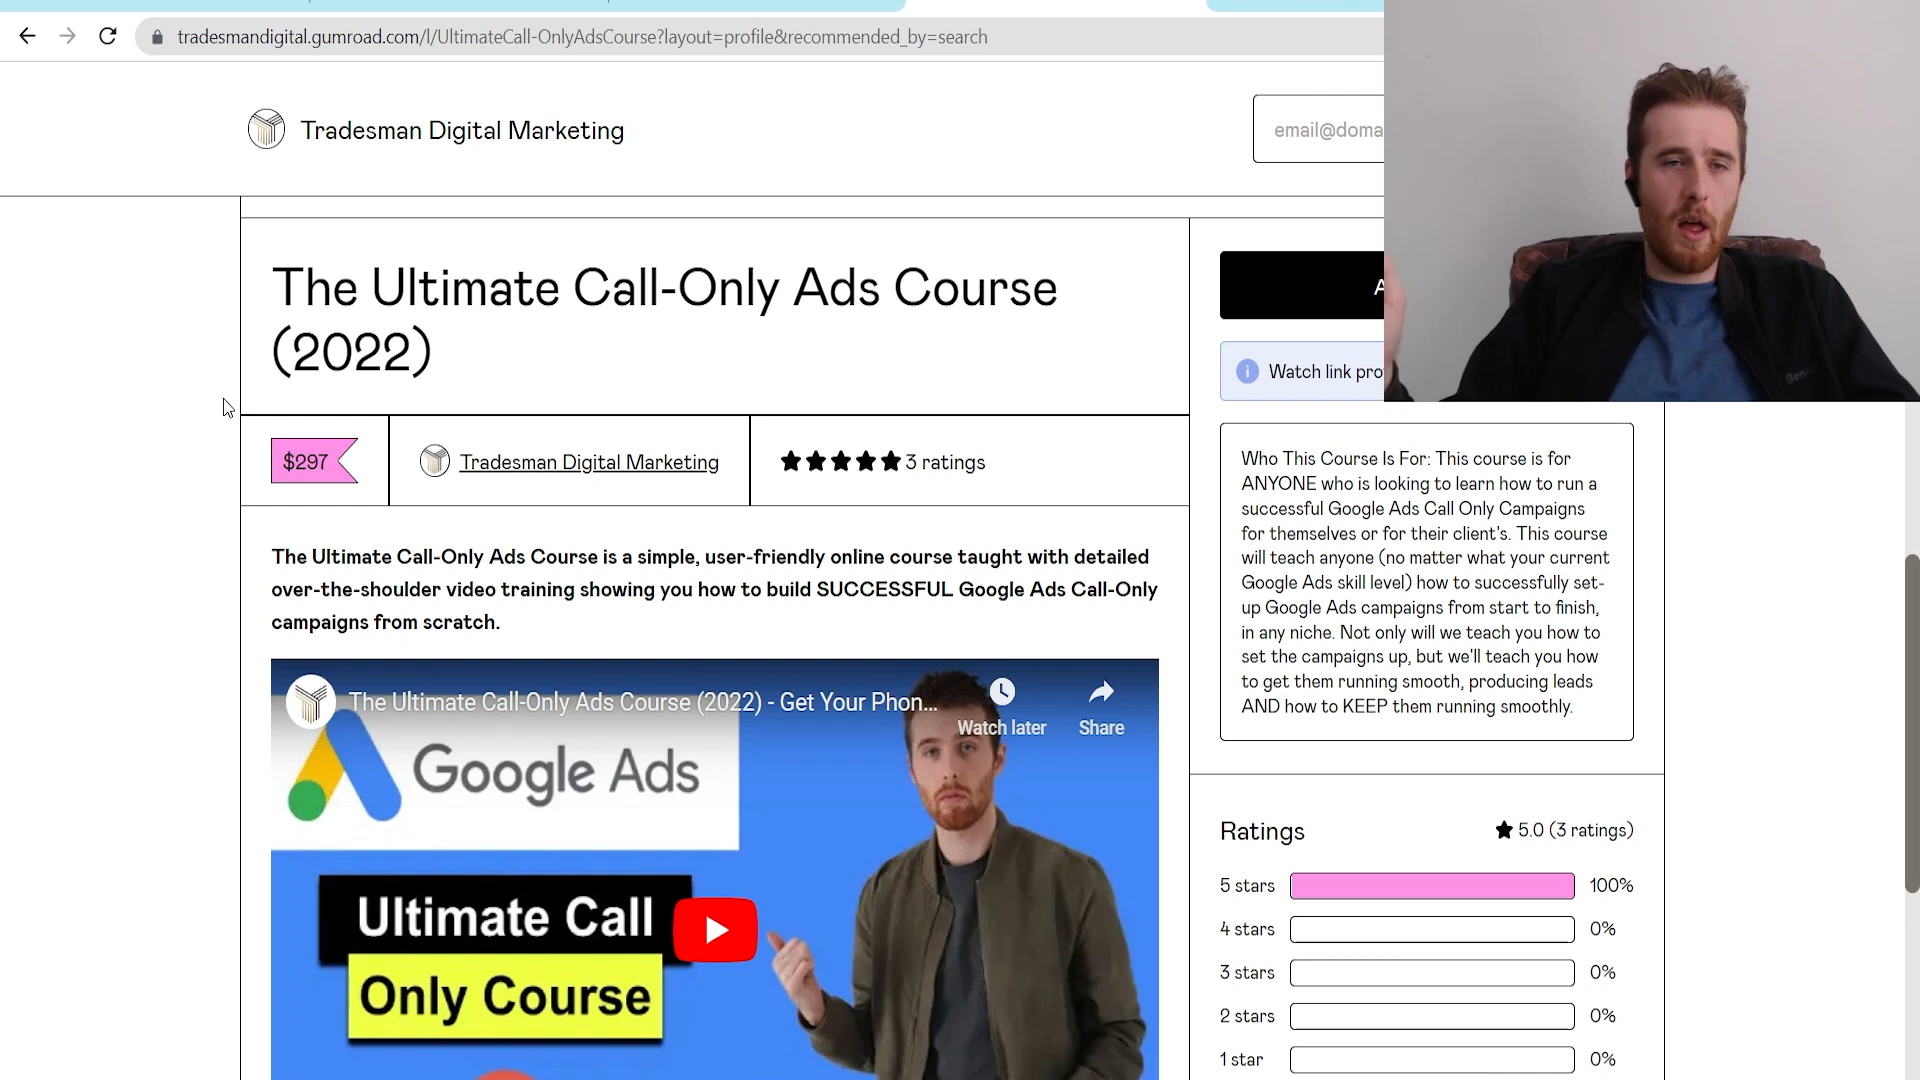 tradesmandigital.gumroad.com/l/UltimateCall-OnlyAdsCourse?layout=profile&recommended_by=search
Tradesman Digital Marketing
email@doma
The Ultimate Call-Only Ads Course
(2022)
A
Watch link pro
$297
Tradesman Digital Marketing
3 ratings
Who This Course Is For: This course is for
ANYONE who is looking to learn how to run a
successful Google Ads Call Only Campaigns
for themselves or for their client's. This course
will teach anyone (no matter what your current
Google Ads skill level) how to successfully set-
up Google Ads campaigns from start to finish,
in any niche. Not only will we teach you how to
set the campaigns up, but we'll teach you how
to get them running smooth, producing leads
AND how to KEEP them running smoothly.
The Ultimate Call-Only Ads Course is a simple, user-friendly online course taught with detailed
over-the-shoulder video training showing you how to build SUCCESSFUL Google Ads Call-Only
campaigns from scratch.
The Ultimate Call-Only Ads Course (2022) - Get Your Phon...
Watch later
Share
Google Ads
Ultimate Call
Only Course
Ratings
5.0 (3 ratings)
5 stars 100%
4 stars 0%
3 stars 0%
2 stars 0%
1 star 0%